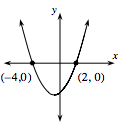 y
x
(-4,0) (2, 0)